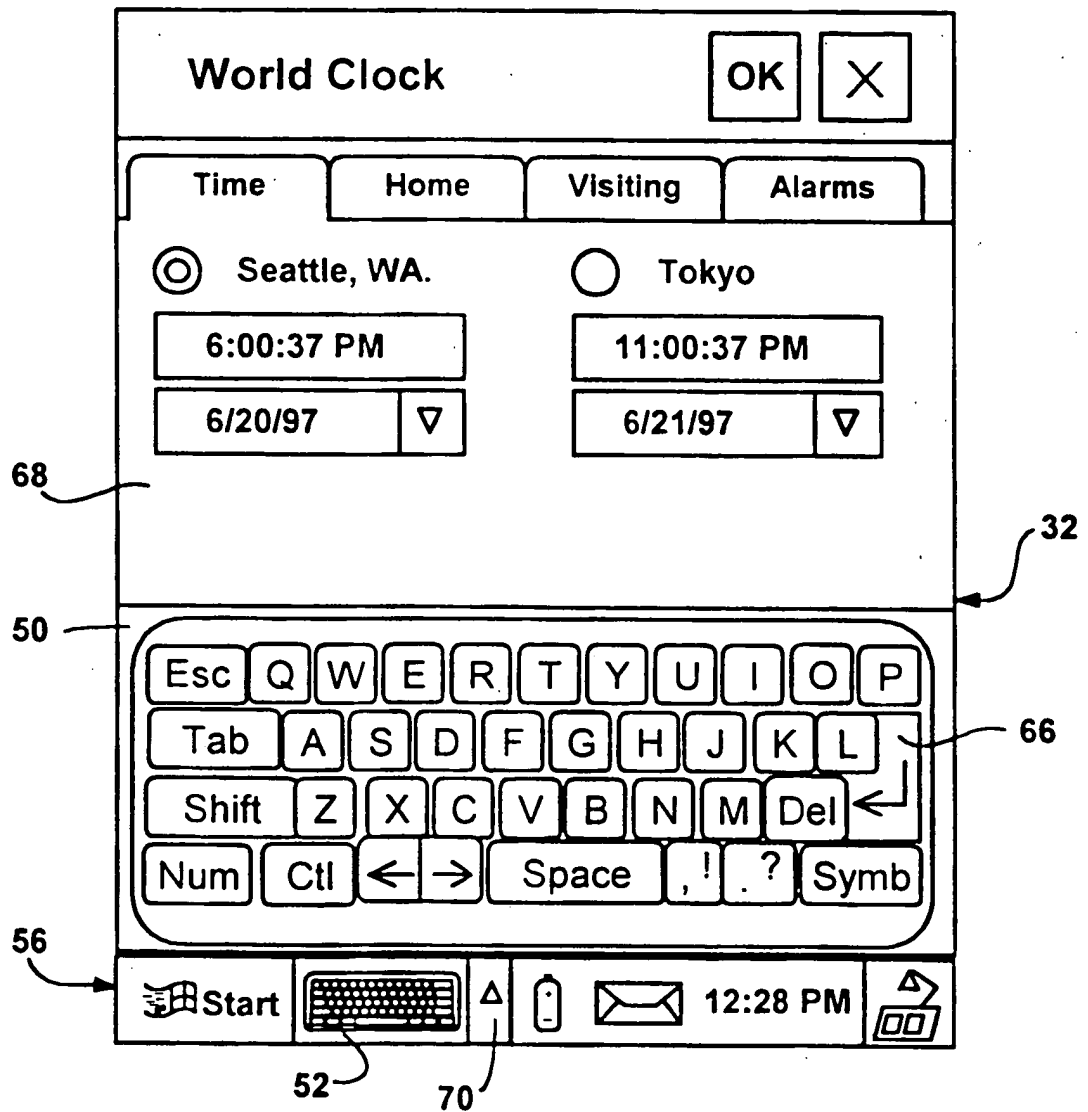 World Clock OK X
Time Home Visiting Alarms
Seattle, WA. Tokyo
6:00:37 PM 11:00:37 PM
6/20/97 6/21/97
68
32
50
Esc Q W E R T Y U I O P
Tab A S D F G H J K L
66
Shift Z X C V B N M Del
Num Ctl ← → Space , ! . ? Symb
56
Start 12:28 PM
52 70